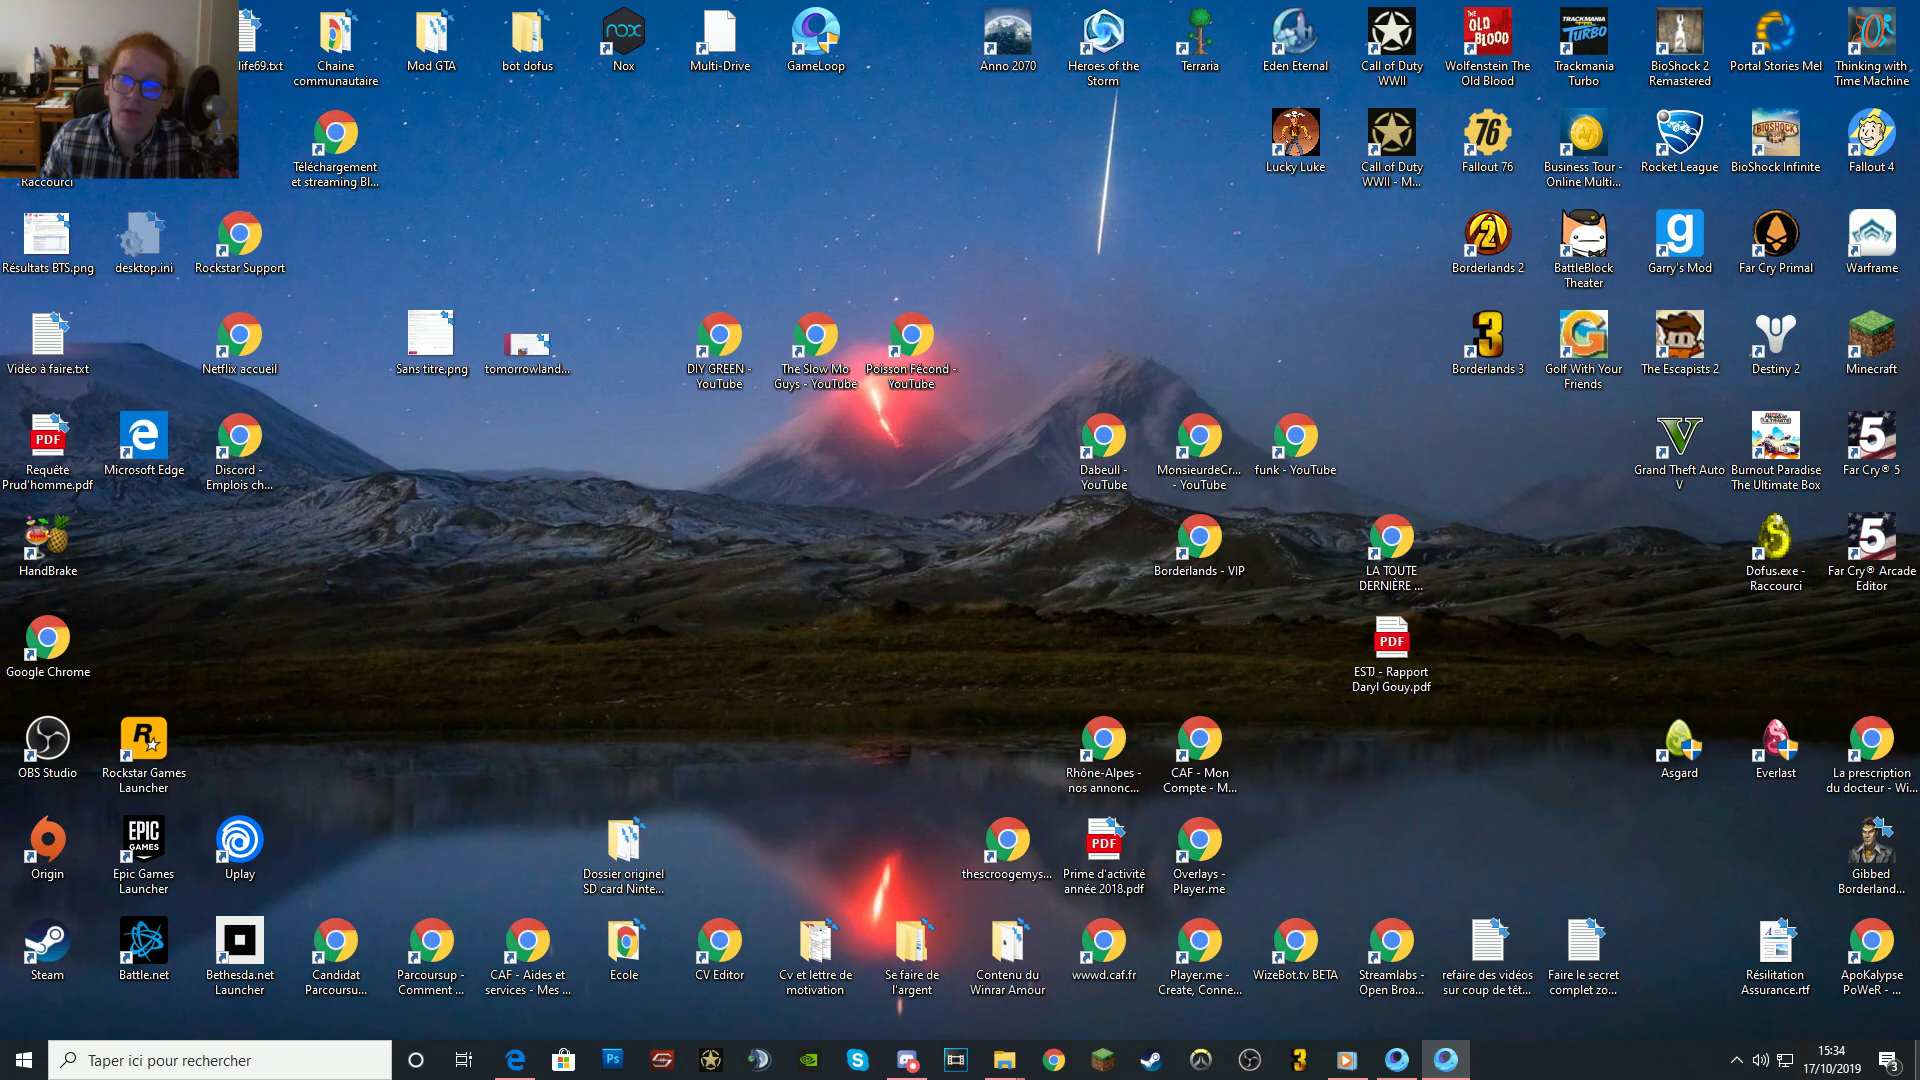 life69.txt
Chaine
communautaire
Mod GTA
bot dofus
Nox
Multi-Drive
GameLoop
Anno 2070
Heroes of the
Storm
Terraria
Eden Eternal
Call of Duty
WWII
Wolfenstein The
Old Blood
Trackmania
Turbo
BioShock 2
Remastered
Portal Stories Mel
Thinking with
Time Machine
Raccourci
Téléchargement
et streaming Bl...
Lucky Luke
Call of Duty
WWII - M...
Fallout 76
Business Tour -
Online Multi...
Rocket League
BioShock Infinite
Fallout 4
Résultats BTS.png
desktop.ini
Rockstar Support
Borderlands 2
BattleBlock
Theater
Garry's Mod
Far Cry Primal
Warframe
Vidéo à faire.txt
Netflix accueil
Sans titre.png
tomorrowland...
DIY GREEN -
YouTube
The Slow Mo
Guys - YouTube
Poisson Fécond -
YouTube
Borderlands 3
Golf With Your
Friends
The Escapists 2
Destiny 2
Minecraft
PDF
Requête
Prud'homme.pdf
Microsoft Edge
Discord -
Emplois ch...
Dabeull -
YouTube
MonsieurdeCr...
- YouTube
funk - YouTube
Grand Theft Auto
V
Burnout Paradise
The Ultimate Box
Far Cry® 5
HandBrake
Borderlands - VIP
LA TOUTE
DERNIÈRE ...
Dofus.exe -
Raccourci
Far Cry® Arcade
Editor
Google Chrome
PDF
ESTJ - Rapport
Daryl Gouy.pdf
OBS Studio
Rockstar Games
Launcher
Rhône-Alpes -
nos annonc...
CAF - Mon
Compte - M...
Asgard
Everlast
La prescription
du docteur - Wi...
Origin
EPIC
GAMES
Epic Games
Launcher
Uplay
Dossier originel
SD card Ninte...
thescroogemys...
PDF
Prime d'activité
année 2018.pdf
Overlays -
Player.me
Gibbed
Borderland...
Steam
Battle.net
Bethesda.net
Launcher
Candidat
Parcoursu...
Parcoursup -
Comment ...
CAF - Aides et
services - Mes ...
Ecole
CV Editor
Cv et lettre de
motivation
Se faire de
l'argent
Contenu du
Winrar Amour
wwwd.caf.fr
Player.me -
Create, Conne...
WizeBot.tv BETA
Streamlabs -
Open Broa...
refaire des vidéos
sur coup de tét...
Faire le secret
complet zo...
Résilitation
Assurance.rtf
ApoKalypse
PoWeR - ...
Taper ici pour rechercher
15:34
17/10/2019
3